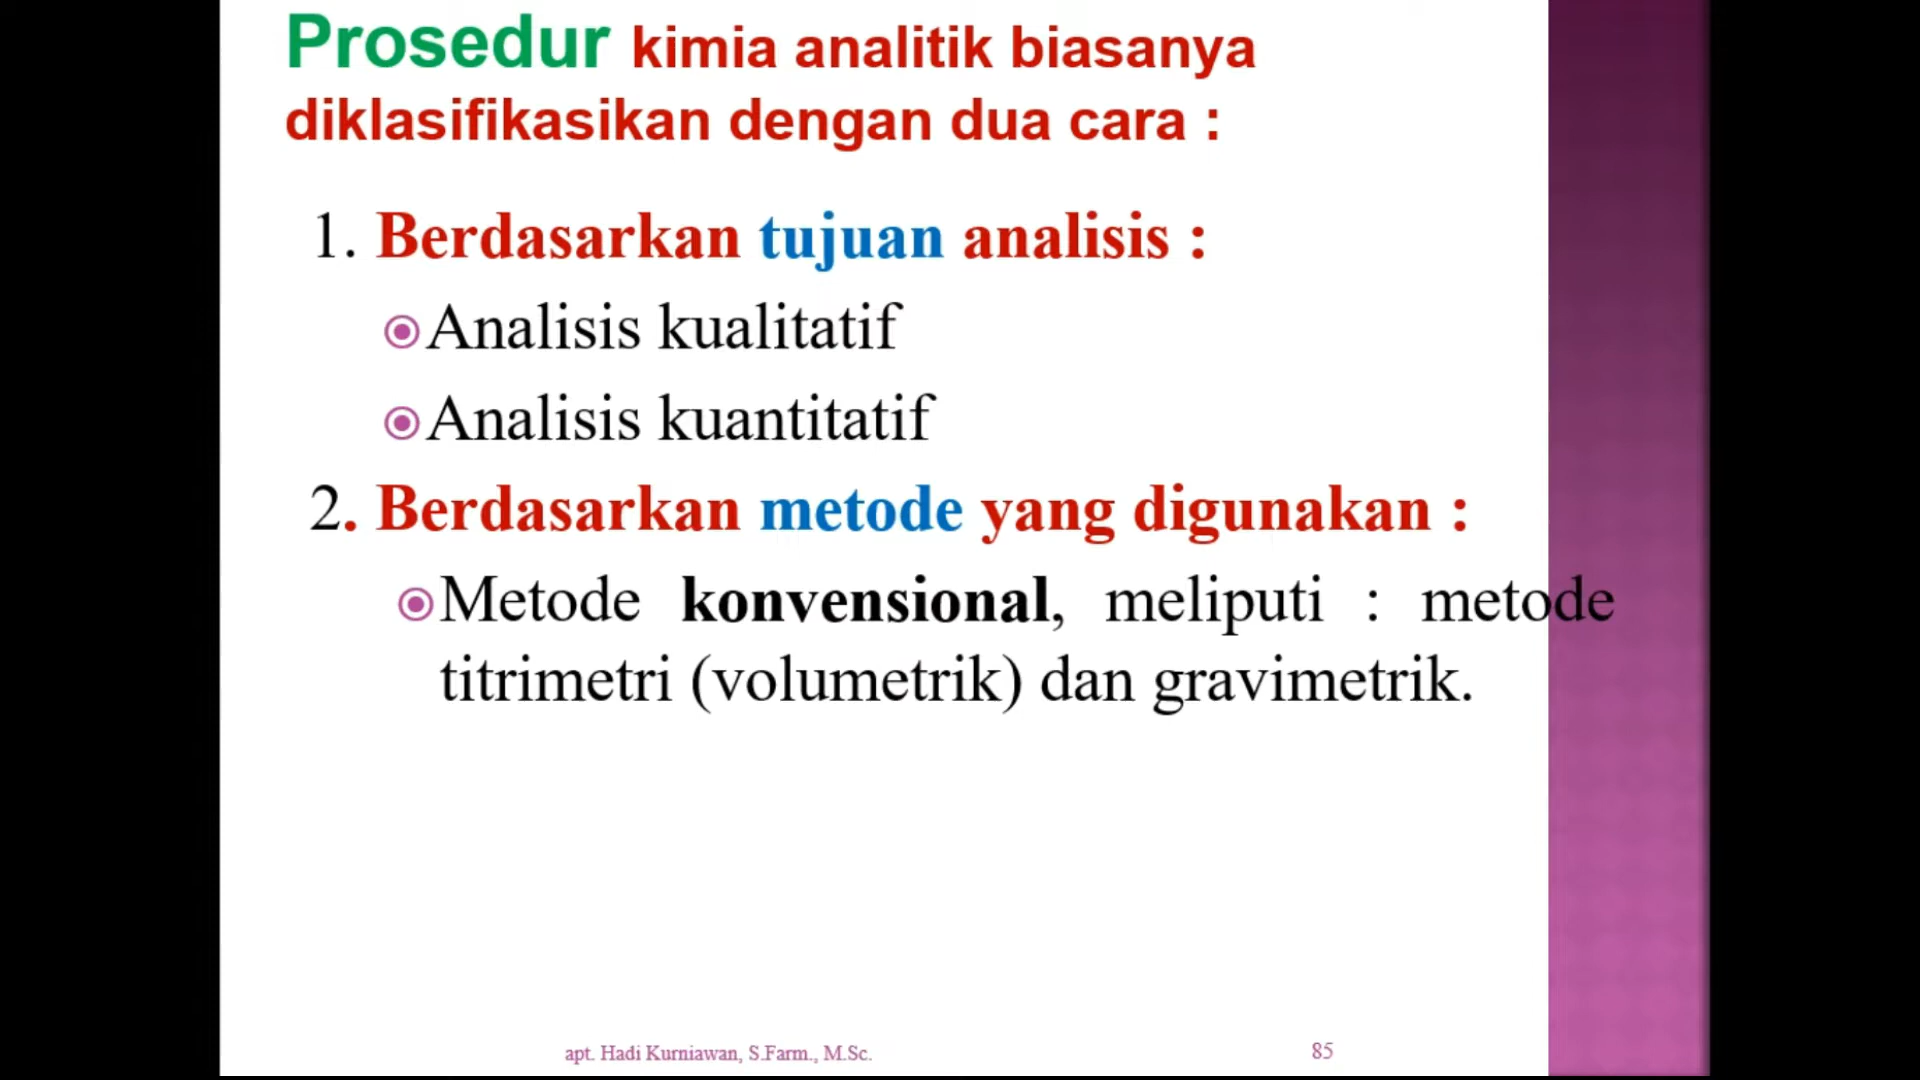 Prosedur kimia analitik biasanya
diklasifikasikan dengan dua cara :
1. Berdasarkan tujuan analisis :
Analisis kualitatif
Analisis kuantitatif
2. Berdasarkan metode yang digunakan :
Metode konvensional, meliputi : metode
titrimetri (volumetrik) dan gravimetrik.
apt. Hadi Kurniawan, S.Farm., M.Sc. 85